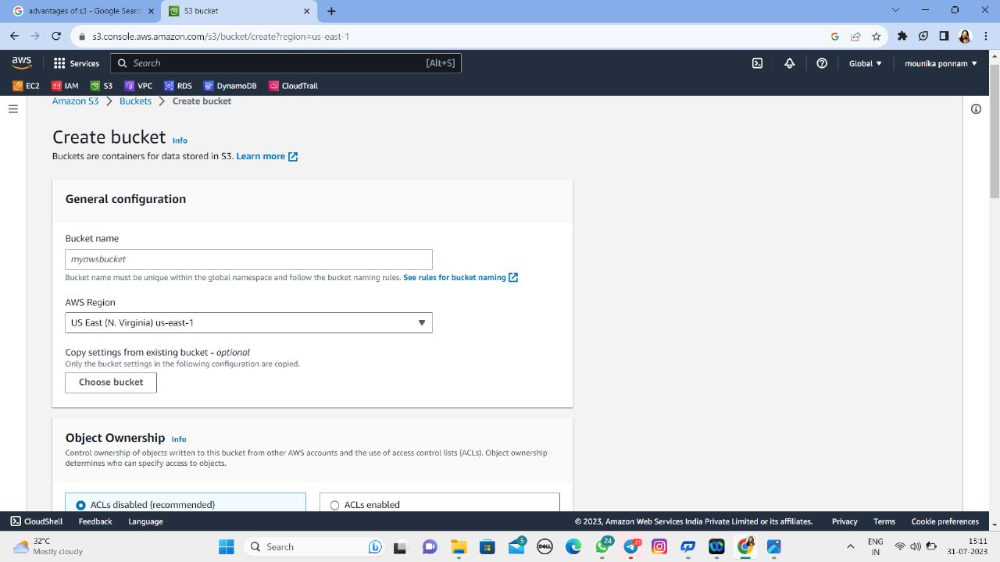 advantages of s3 - Google Search
S3 bucket
s3.console.aws.amazon.com/s3/bucket/create?region=us-east-1
aws
Services
Search
[Alt+S]
Global
mounika ponnam
EC2
IAM
S3
VPC
RDS
DynamoDB
CloudTrail
Amazon S3
Buckets
Create bucket
Create bucket Info
Buckets are containers for data stored in S3. Learn more
General configuration
Bucket name
myawsbucket
Bucket name must be unique within the global namespace and follow the bucket naming rules. See rules for bucket naming
AWS Region
US East (N. Virginia) us-east-1
Copy settings from existing bucket - optional
Only the bucket settings in the following configuration are copied.
Choose bucket
Object Ownership Info
Control ownership of objects written to this bucket from other AWS accounts and the use of access control lists (ACLs). Object ownership
determines who can specify access to objects.
ACLs disabled (recommended)
ACLs enabled
CloudShell
Feedback
Language
© 2023, Amazon Web Services India Private Limited or its affiliates.
Privacy
Terms
Cookie preferences
32°C
Mostly cloudy
Search
5
DELL
24
ENG
IN
15:11
31-07-2023